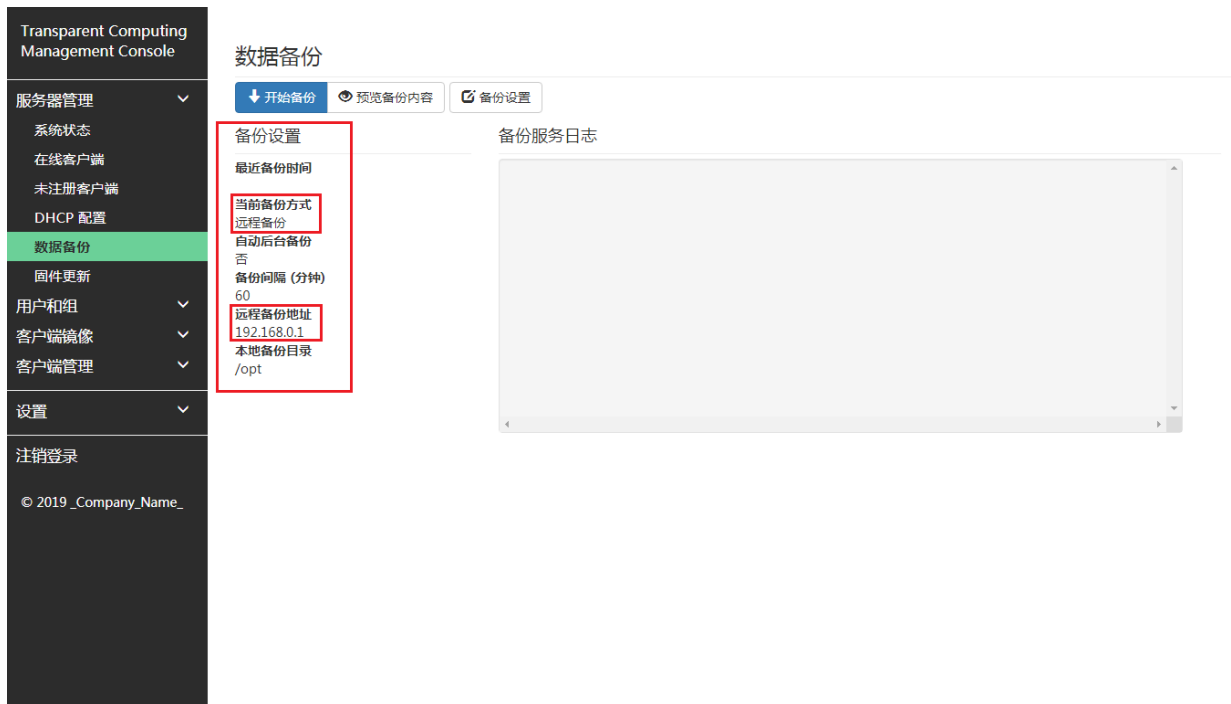 Transparent Computing
Management Console
服务器管理
系统状态
在线客户端
未注册客户端
DHCP 配置
数据备份
固件更新
用户和组
客户端镜像
客户端管理
设置
注销登录
© 2019 _Company_Name_
数据备份
开始备份 预览备份内容 备份设置
备份设置
最近备份时间
当前备份方式
远程备份
自动后台备份
否
备份间隔 (分钟)
60
远程备份地址
192.168.0.1
本地备份目录
/opt
备份服务日志